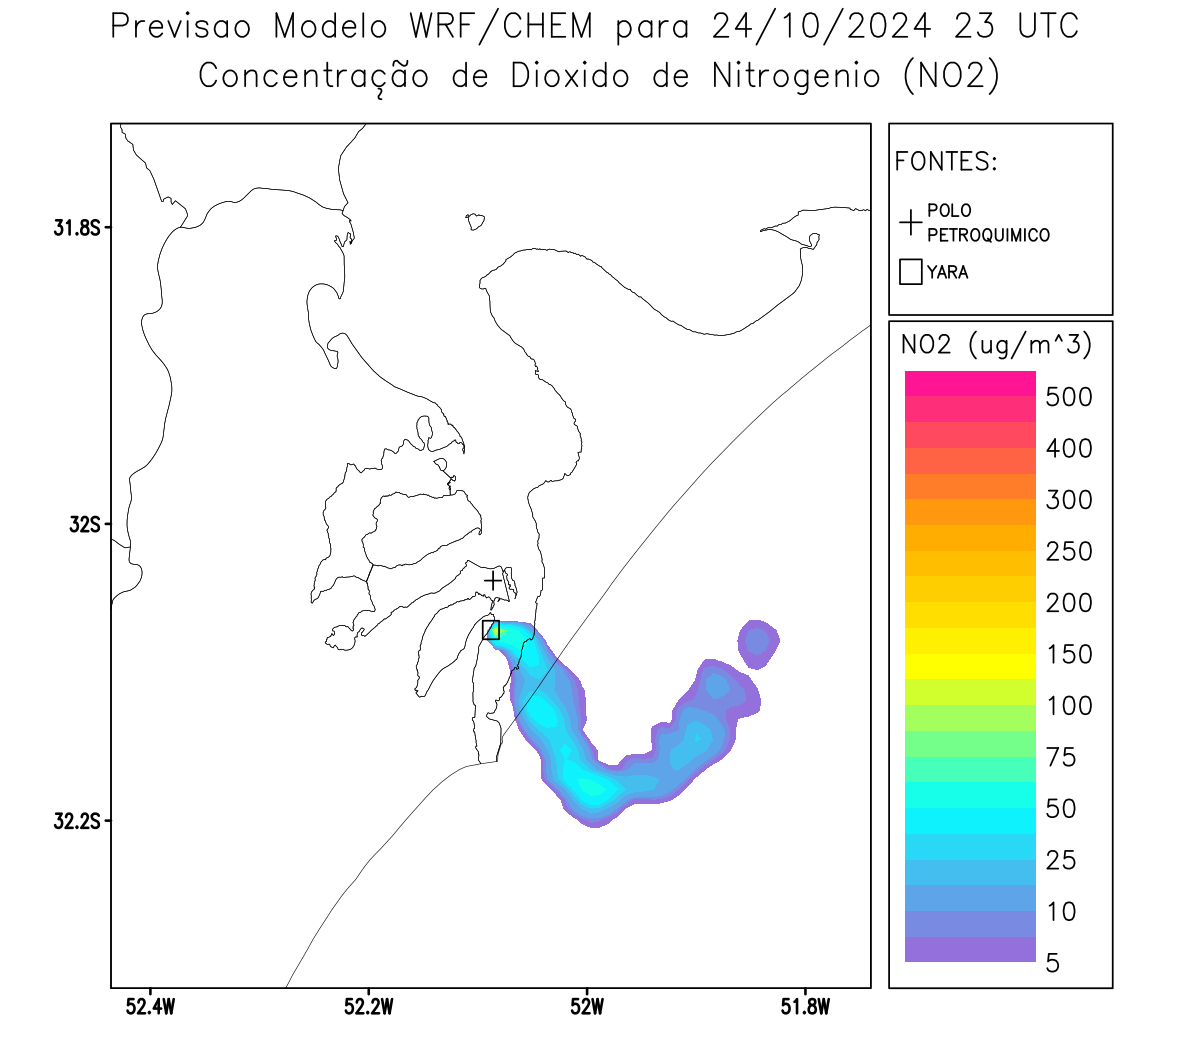 Previsao Modelo WRF/CHEM para 24/10/2024 23 UTC
Concentração de Dioxido de Nitrogenio (NO2)
FONTES:
POLO
PETROQUIMICO
YARA
NO2 (ug/m^3)
500
400
300
250
200
150
100
75
50
25
10
5
31.8S
32S
32.2S
52.4W
52.2W
52W
51.8W